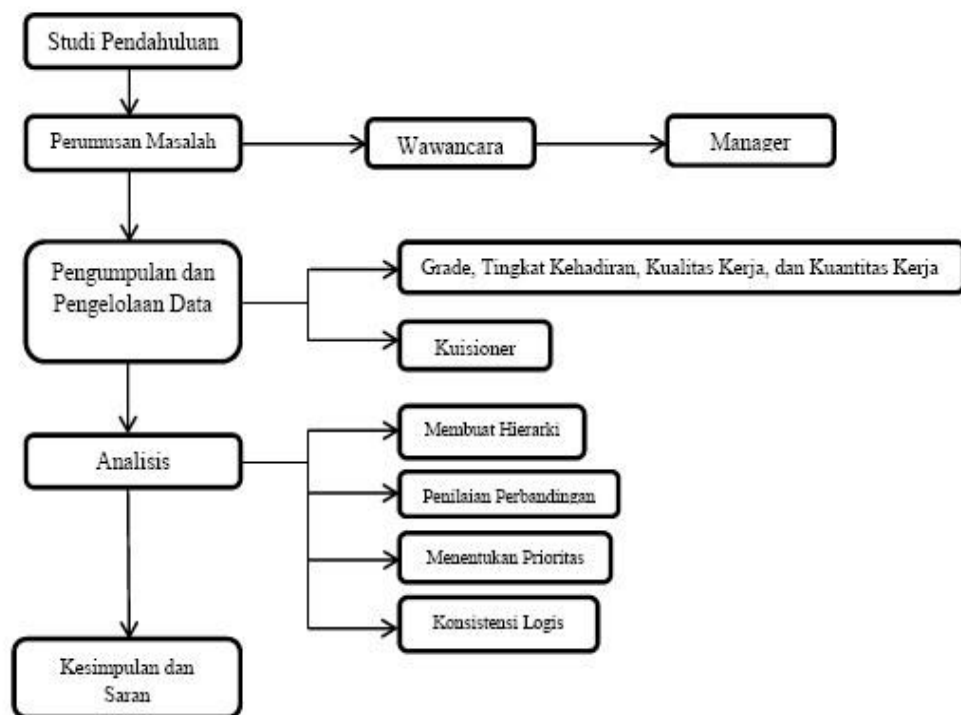 Studi Pendahuluan
Perumusan Masalah
Wawancara
Manager
Pengumpulan dan
Pengelolaan Data
Grade, Tingkat Kehadiran, Kualitas Kerja, dan Kuantitas Kerja
Kuisioner
Analisis
Membuat Hierarki
Penilaian Perbandingan
Menentukan Prioritas
Konsistensi Logis
Kesimpulan dan
Saran